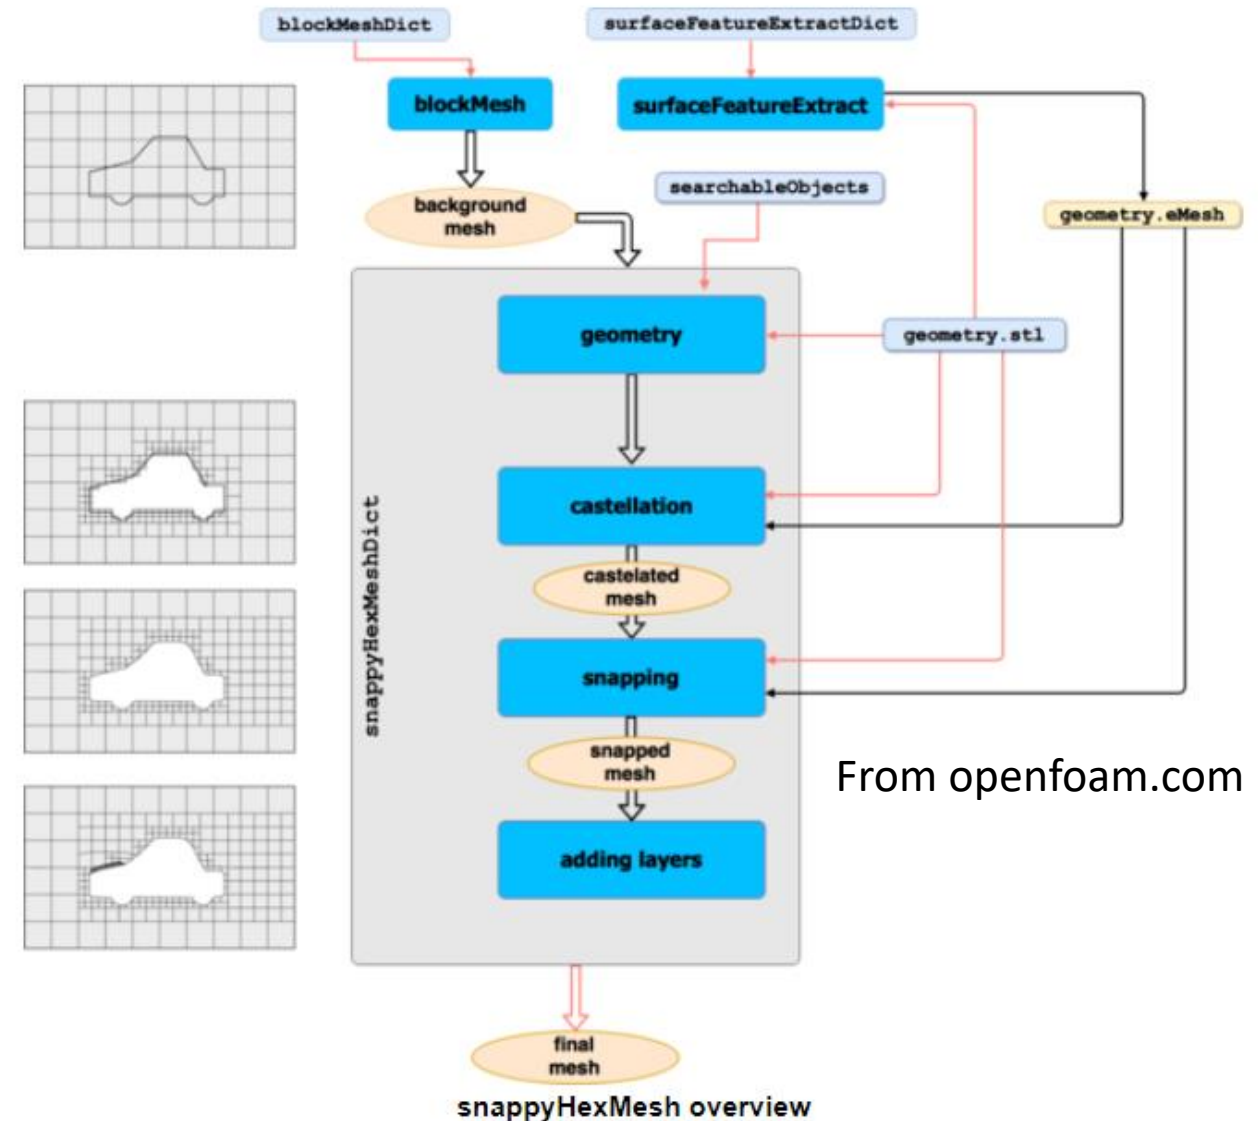 blockMeshDict
surfaceFeatureExtractDict
blockMesh
surfaceFeatureExtract
searchableObjects
background
mesh
geometry.eMesh
geometry
geometry.stl
snappyHexMeshDict
castellation
castelated
mesh
snapping
snapped
mesh
From openfoam.com
adding layers
final
mesh
snappyHexMesh overview